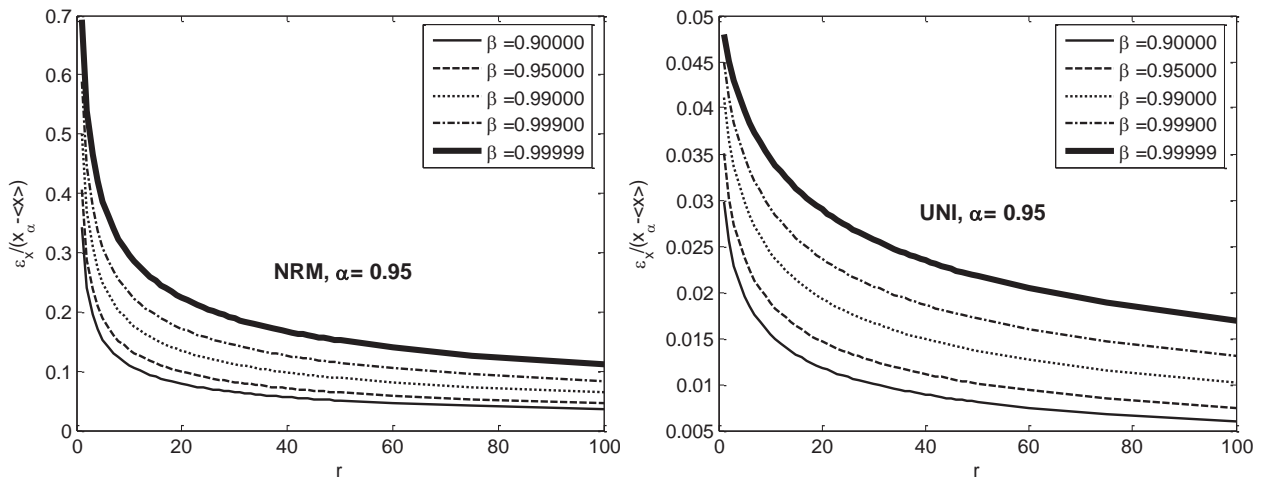 0.7
0.6
0.5
0.4
0.3
0.2
0.1
0
ε_x/(x_α -<x>)
0 20 40 60 80 100
r
β =0.90000
β =0.95000
β =0.99000
β =0.99900
β =0.99999
NRM, α= 0.95
0.05
0.045
0.04
0.035
0.03
0.025
0.02
0.015
0.01
0.005
ε_x/(x_α -<x>)
0 20 40 60 80 100
r
β =0.90000
β =0.95000
β =0.99000
β =0.99900
β =0.99999
UNI, α= 0.95